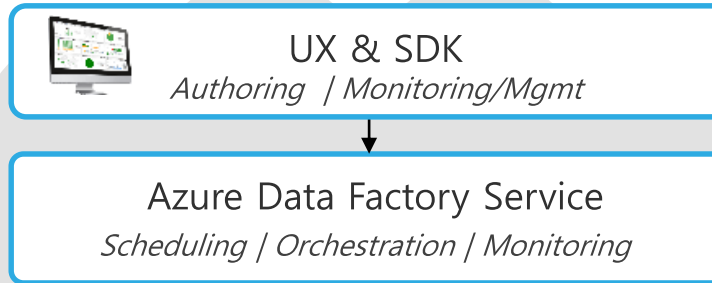 UX & SDK
Authoring | Monitoring/Mgmt
Azure Data Factory Service
Scheduling | Orchestration | Monitoring